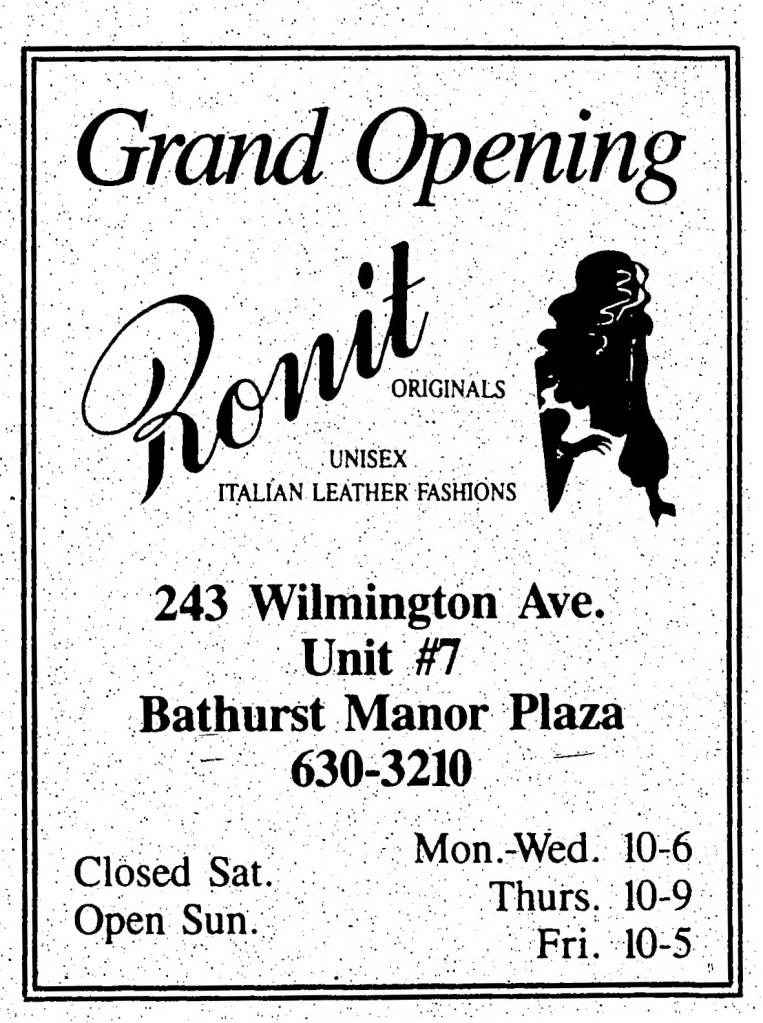 Grand Opening
Ronit
ORIGINALS
UNISEX
ITALIAN LEATHER FASHIONS
243 Wilmington Ave.
Unit #7
Bathurst Manor Plaza
630-3210
Closed Sat.
Open Sun.
Mon.-Wed. 10-6
Thurs. 10-9
Fri. 10-5